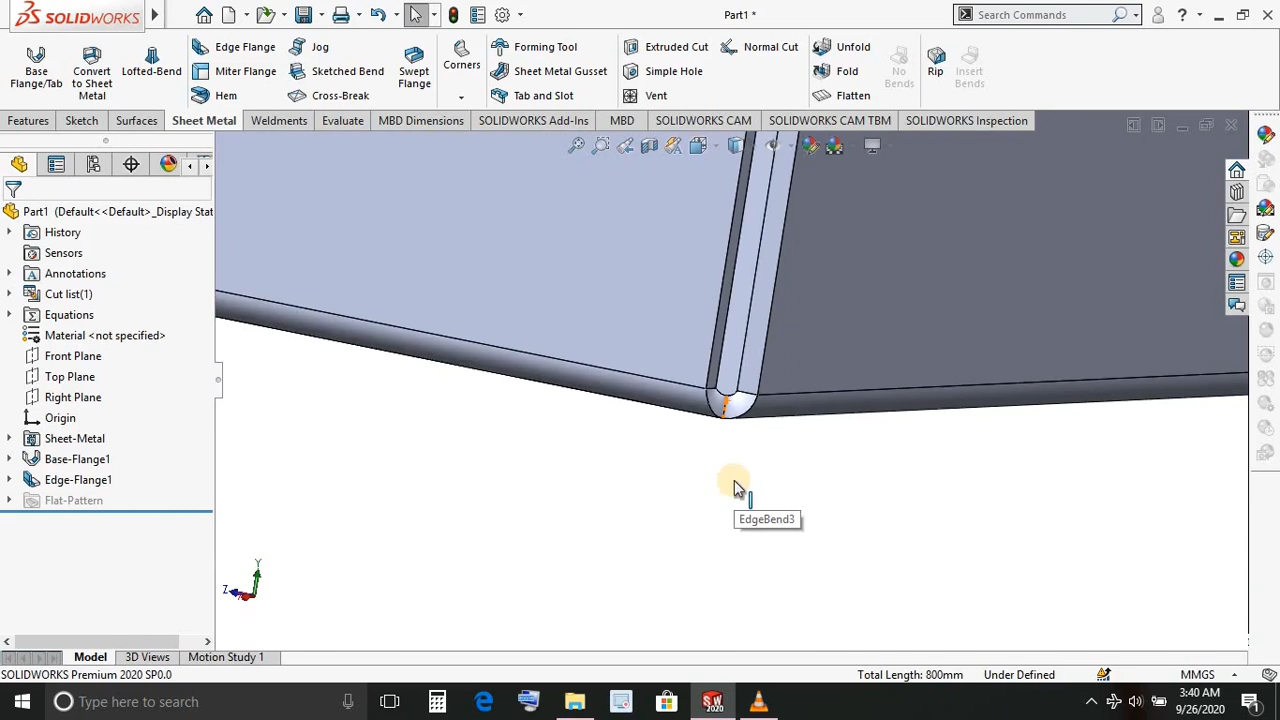 SOLIDWORKS
Part1 *
Search Commands
?
Base Flange/Tab
Convert to Sheet Metal
Lofted-Bend
Edge Flange
Miter Flange
Hem
Jog
Sketched Bend
Cross-Break
Swept Flange
Corners
Forming Tool
Sheet Metal Gusset
Tab and Slot
Extruded Cut
Simple Hole
Vent
Normal Cut
Unfold
Fold
Flatten
No Bends
Rip
Insert Bends
Features
Sketch
Surfaces
Sheet Metal
Weldments
Evaluate
MBD Dimensions
SOLIDWORKS Add-Ins
MBD
SOLIDWORKS CAM
SOLIDWORKS CAM TBM
SOLIDWORKS Inspection
Part1 (Default<<Default>_Display Stat
History
Sensors
Annotations
Cut list(1)
Equations
Material <not specified>
Front Plane
Top Plane
Right Plane
Origin
Sheet-Metal
Base-Flange1
Edge-Flange1
Flat-Pattern
EdgeBend3
Y
Z
Model
3D Views
Motion Study 1
SOLIDWORKS Premium 2020 SP0.0
Total Length: 800mm
Under Defined
MMGS
Type here to search
SW
2020
3:40 AM
9/26/2020
1